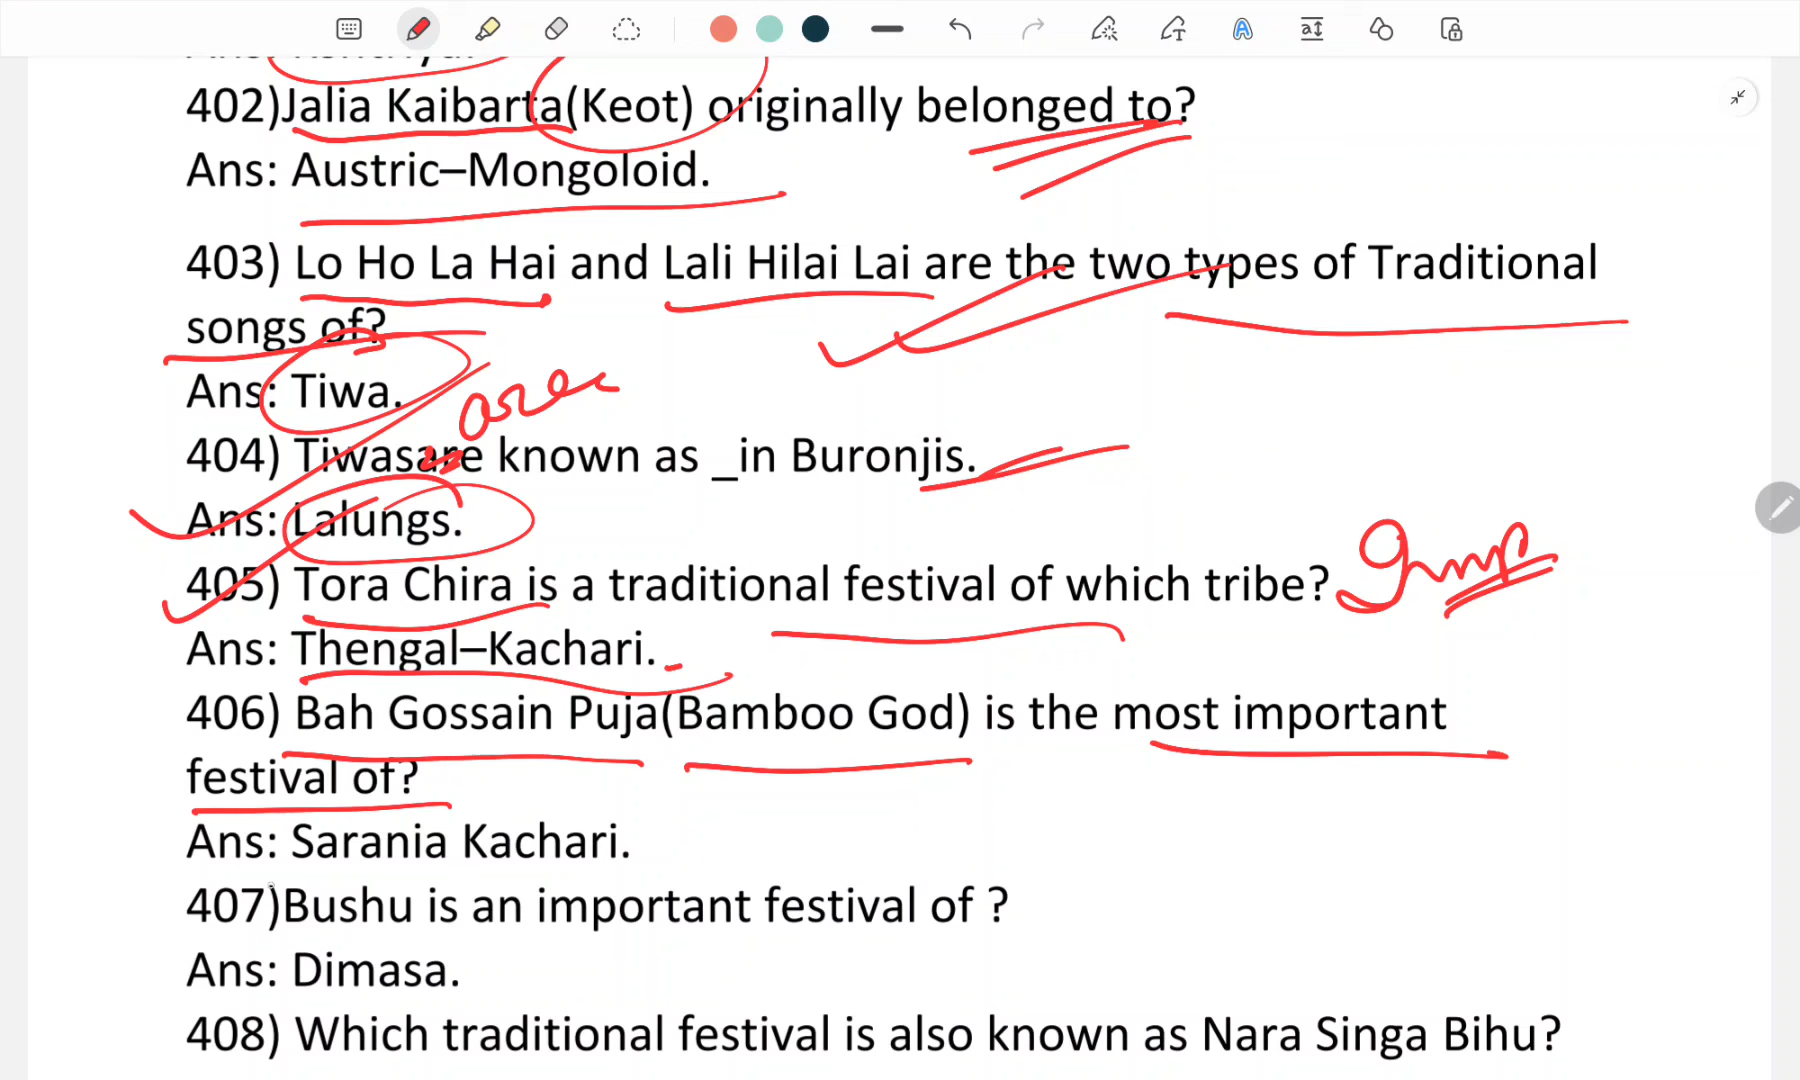 402)Jalia Kaibarta(Keot) originally belonged to?
Ans: Austric–Mongoloid.
403) Lo Ho La Hai and Lali Hilai Lai are the two types of Traditional
songs of?
Ans: Tiwa.
404) Tiwasare known as _in Buronjis.
Ans: Lalungs.
405) Tora Chira is a traditional festival of which tribe? Imp
Ans: Thengal–Kachari.
406) Bah Gossain Puja(Bamboo God) is the most important
festival of?
Ans: Sarania Kachari.
407)Bushu is an important festival of ?
Ans: Dimasa.
408) Which traditional festival is also known as Nara Singa Bihu?